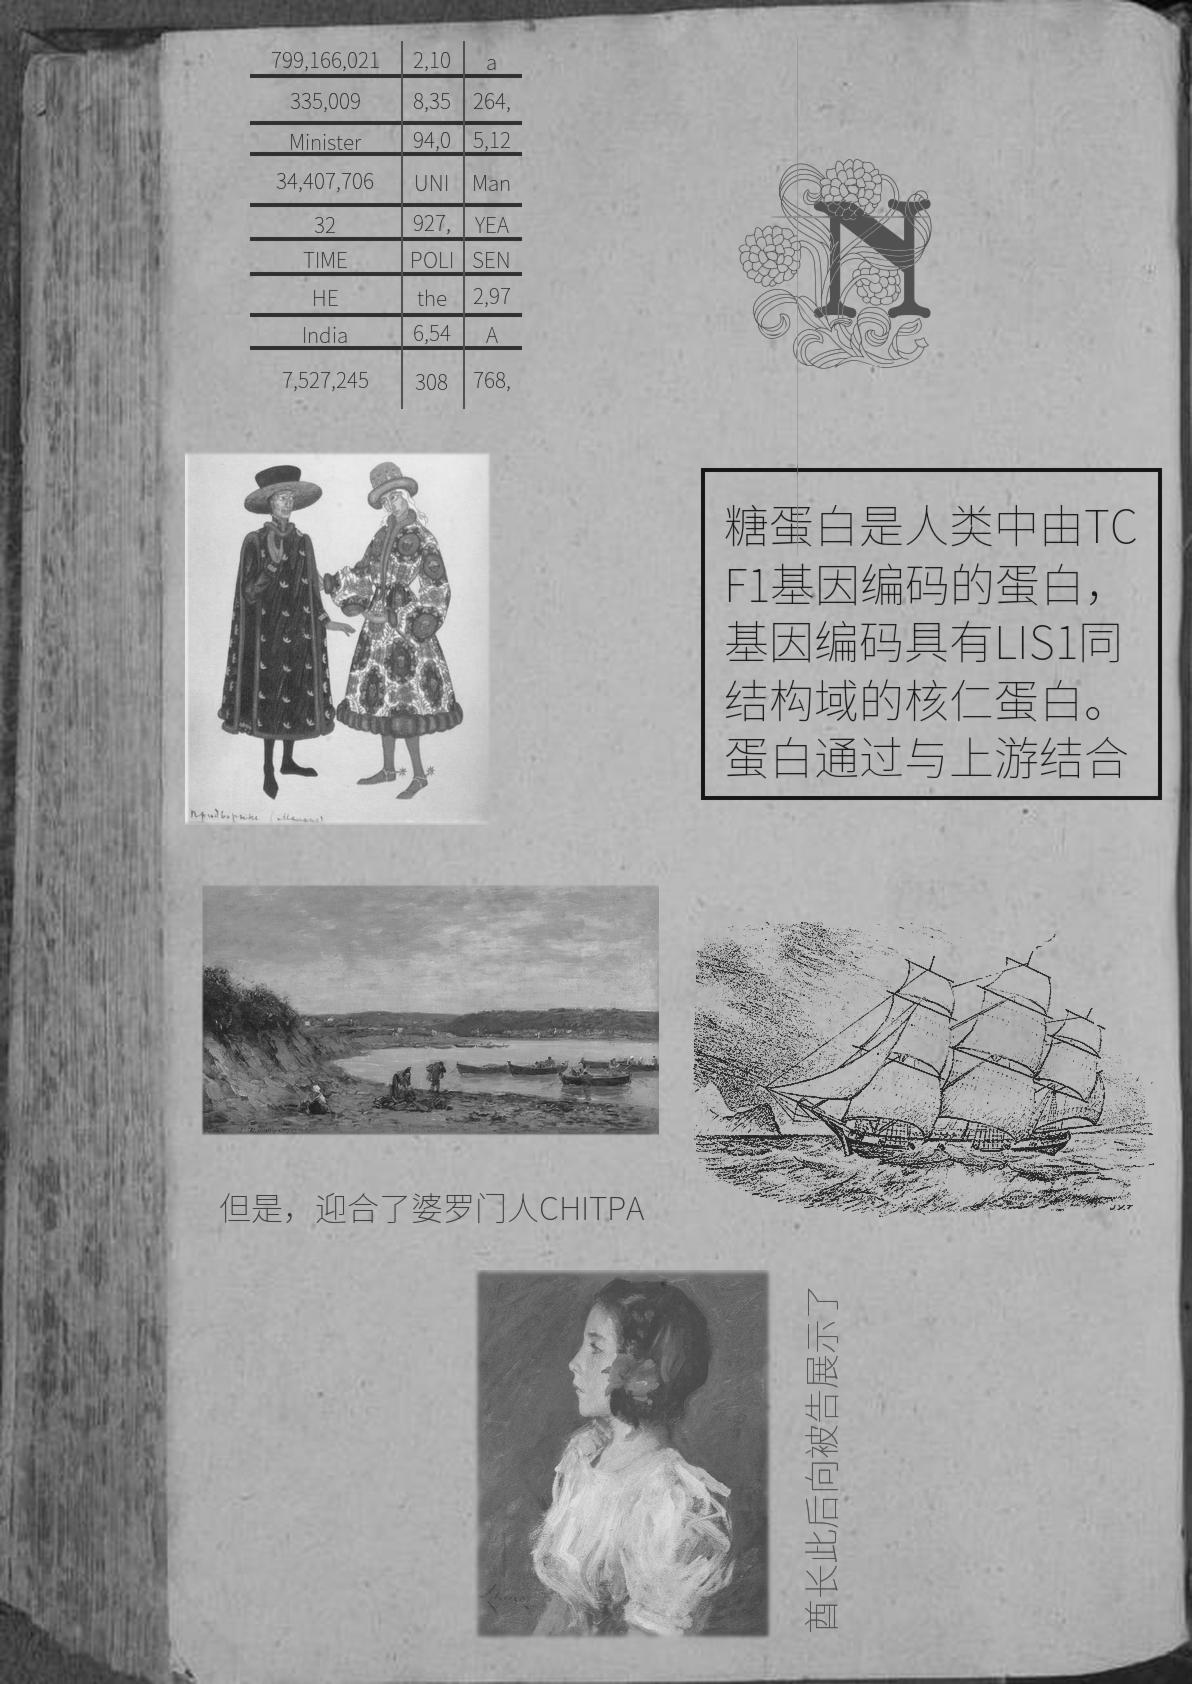 799,166,021 2,10 a
335,009 8,35 264,
Minister 94,0 5,12
34,407,706 UNI Man
32 927, YEA
TIME POLI SEN
HE the 2,97
India 6,54 A
7,527,245 308 768,
N
糖蛋白是人类中由TC
F1基因编码的蛋白，
基因编码具有LIS1同
结构域的核仁蛋白。
蛋白通过与上游结合
但是，迎合了婆罗门人CHITPA
酋长此后向被告展示了